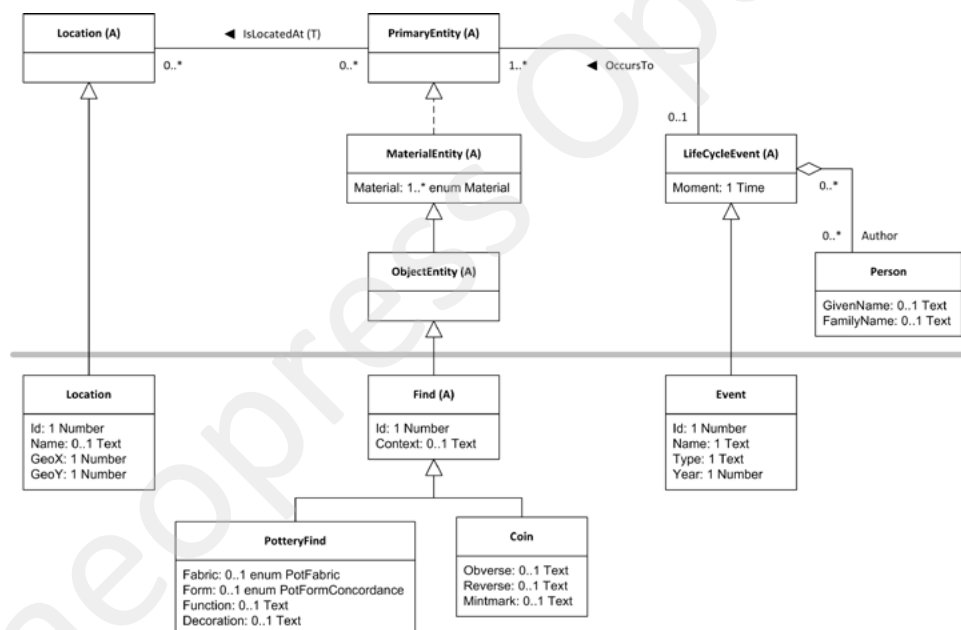 Location (A)
◄ IsLocatedAt (T)
PrimaryEntity (A)
0..*
0..*
1..*
◄ OccursTo
0..1
MaterialEntity (A)
Material: 1..* enum Material
LifeCycleEvent (A)
Moment: 1 Time
0..*
0..*
Author
ObjectEntity (A)
Person
GivenName: 0..1 Text
FamilyName: 0..1 Text
Location
Id: 1 Number
Name: 0..1 Text
GeoX: 1 Number
GeoY: 1 Number
Find (A)
Id: 1 Number
Context: 0..1 Text
Event
Id: 1 Number
Name: 1 Text
Type: 1 Text
Year: 1 Number
PotteryFind
Fabric: 0..1 enum PotFabric
Form: 0..1 enum PotFormConcordance
Function: 0..1 Text
Decoration: 0..1 Text
Coin
Obverse: 0..1 Text
Reverse: 0..1 Text
Mintmark: 0..1 Text